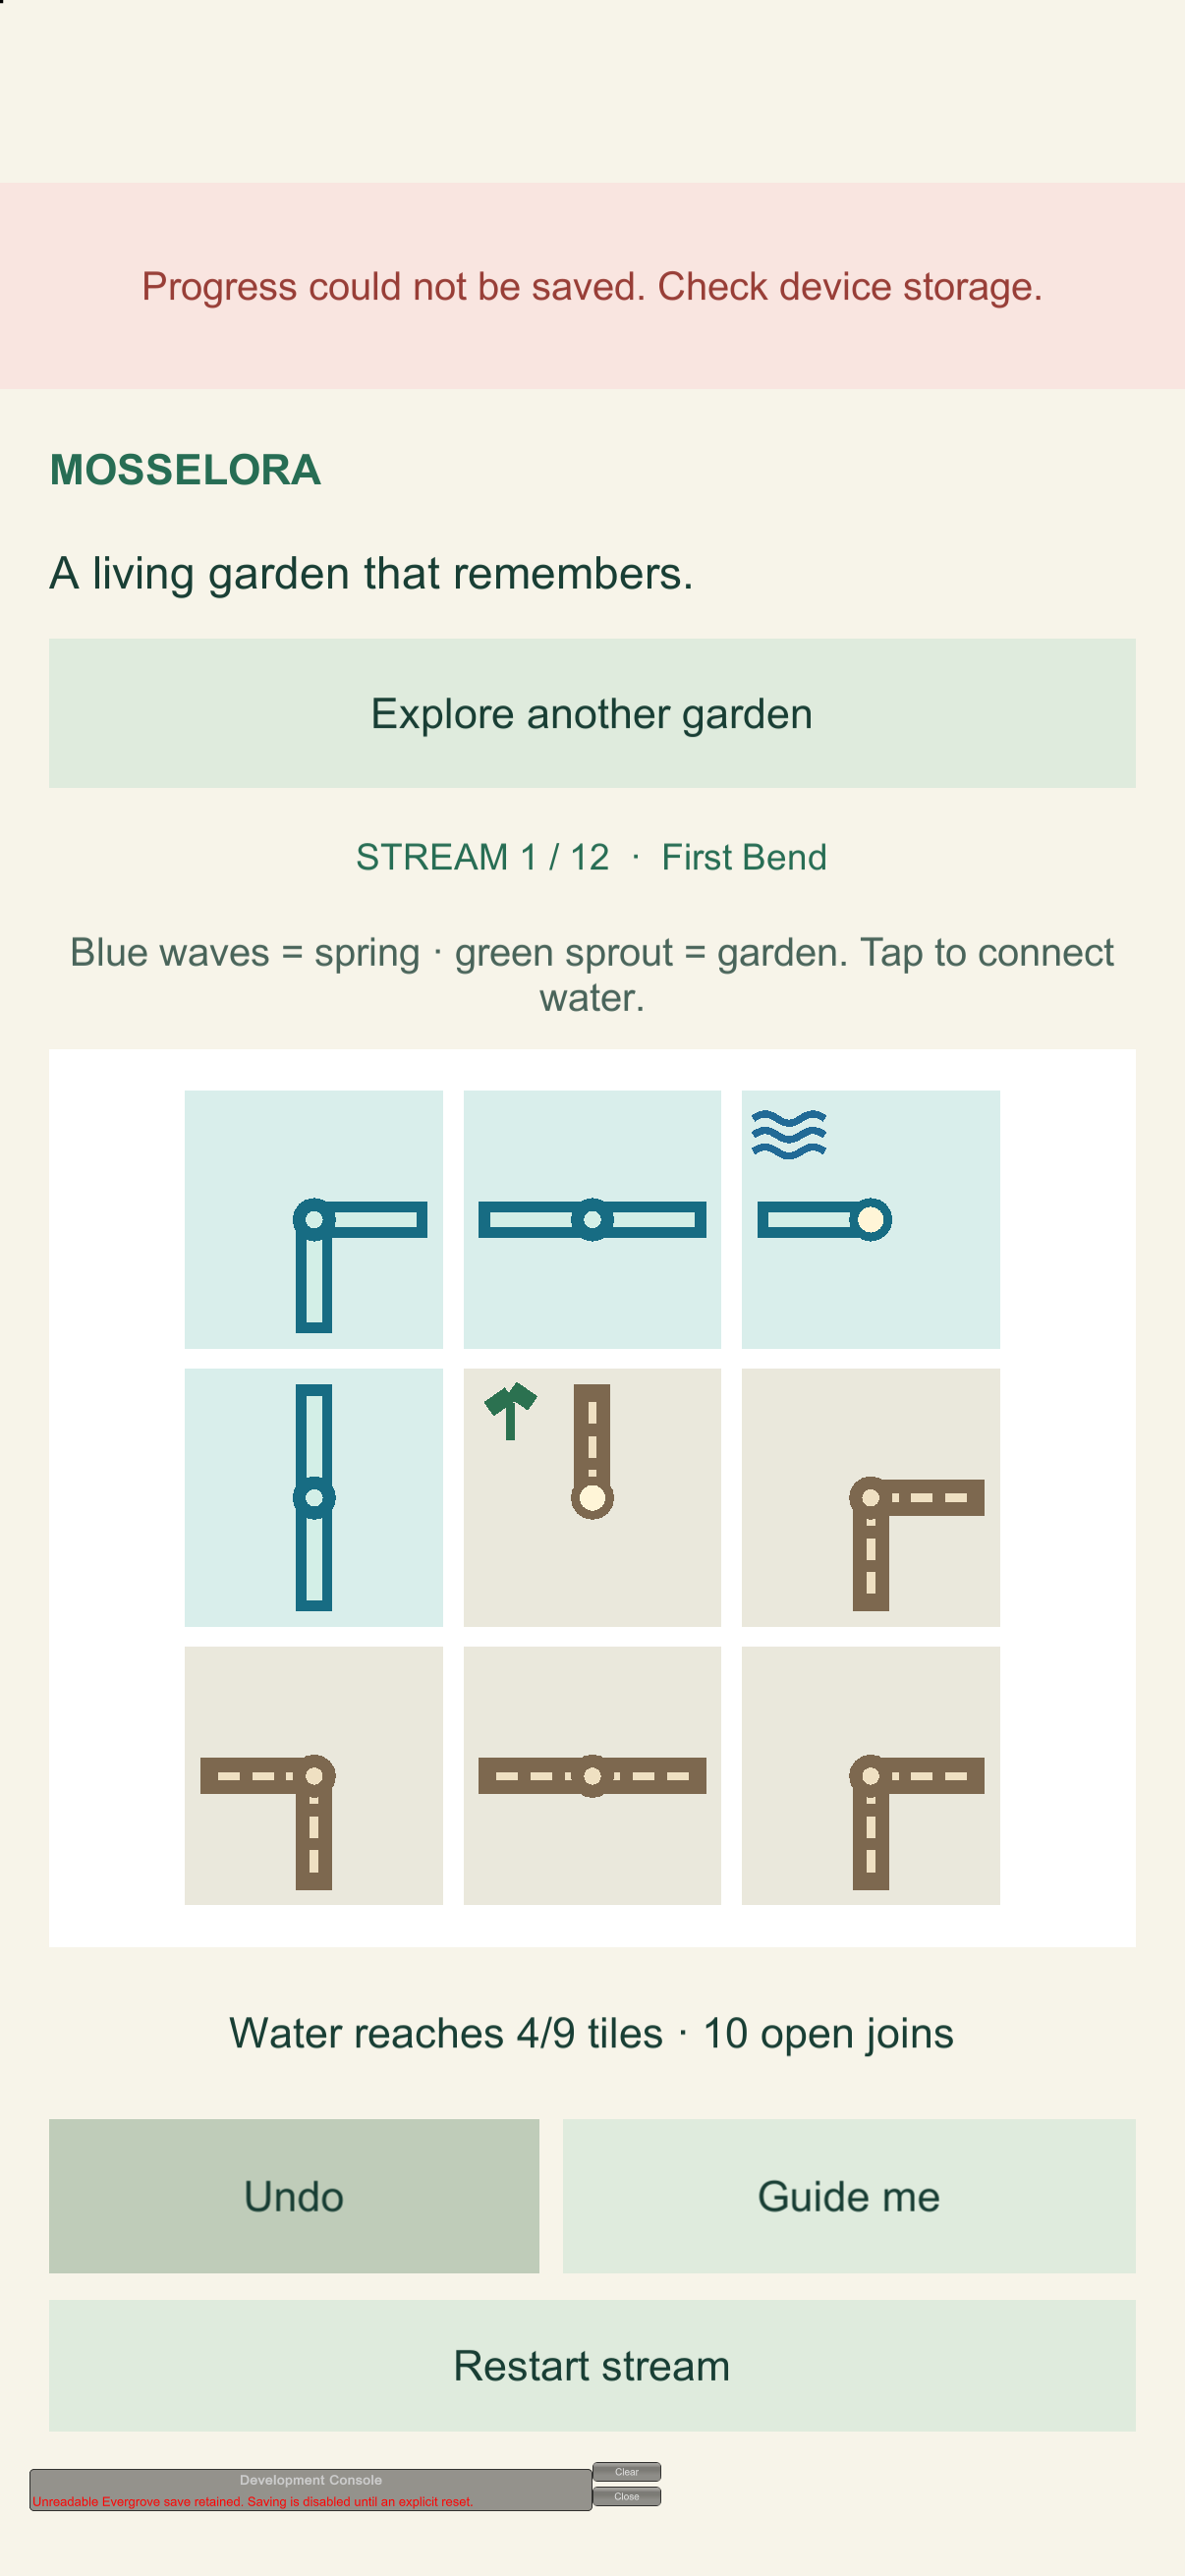 Progress could not be saved. Check device storage.
MOSSELORA
A living garden that remembers.
Explore another garden
STREAM 1 / 12 · First Bend
Blue waves = spring · green sprout = garden. Tap to connect
water.
Water reaches 4/9 tiles · 10 open joins
Undo
Guide me
Restart stream
Development Console
Clear
Unreadable Evergrove save retained. Saving is disabled until an explicit reset.
Close